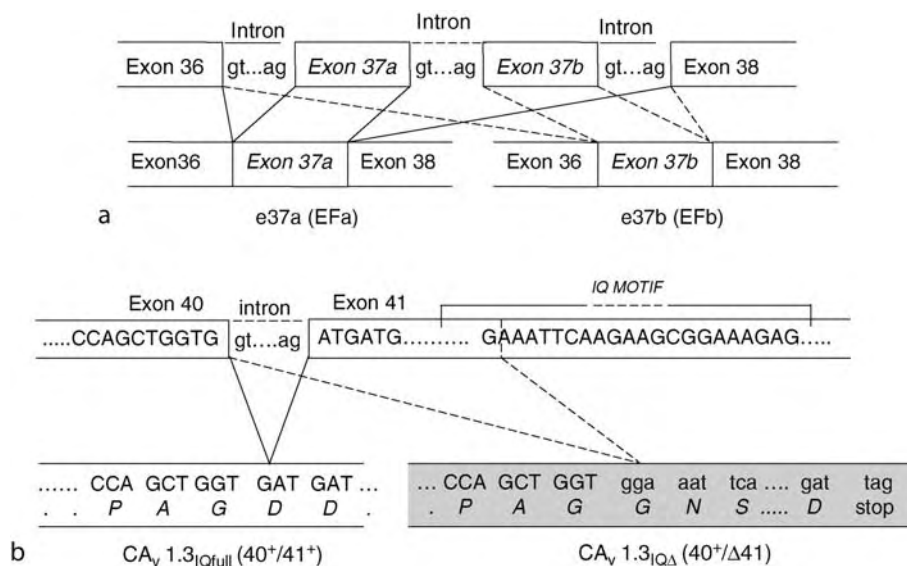 Intron Intron Intron
Exon 36 gt...ag Exon 37a gt...ag Exon 37b gt...ag Exon 38
Exon36 Exon 37a Exon 38 Exon 36 Exon 37b Exon 38
a e37a (EFa) e37b (EFb)
IQ MOTIF
Exon 40 intron Exon 41
.....CCAGCTGGTG gt....ag ATGATG.......... GAAATTCAAGAAGCGGAAAGAG.....
...... CCA GCT GGT GAT GAT ... ... CCA GCT GGT gga aat tca .... gat tag
. . P A G D D . . P A G G N S ..... D stop
b CAv 1.3IQfull (40+/41+) CAv 1.3IQΔ (40+/Δ41)